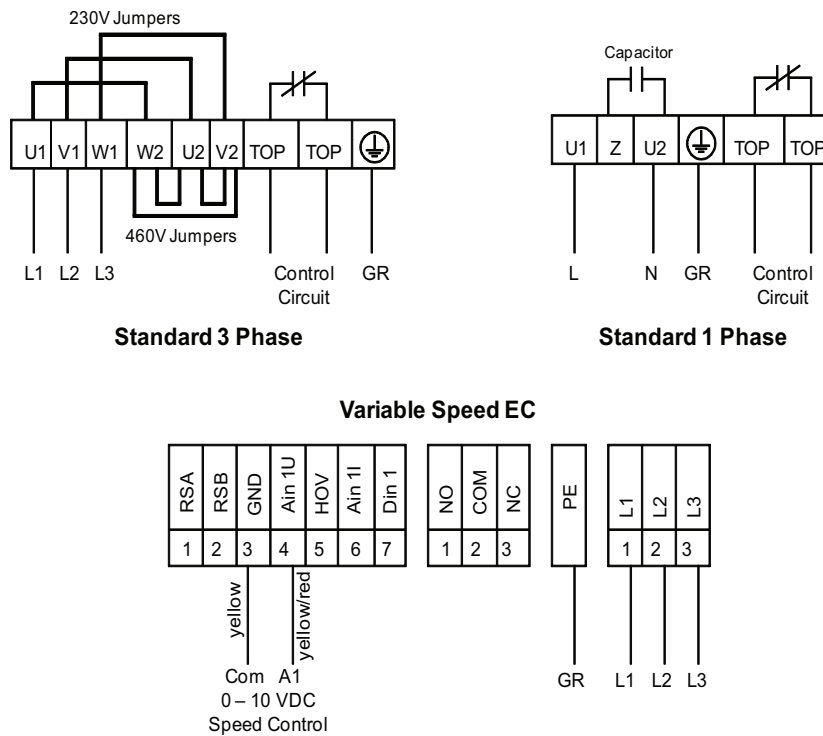 230V Jumpers
U1 V1 W1 W2 U2 V2 TOP TOP
460V Jumpers
L1 L2 L3 Control Circuit GR
Standard 3 Phase
Capacitor
U1 Z U2 TOP TOP
L N GR Control Circuit
Standard 1 Phase
Variable Speed EC
RSA RSB GND Ain 1U HOV Ain 1I Din 1 NO COM NC PE L1 L2 L3
1 2 3 4 5 6 7 1 2 3 1 2 3
yellow yellow/red
Com A1 GR L1 L2 L3
0 – 10 VDC
Speed Control